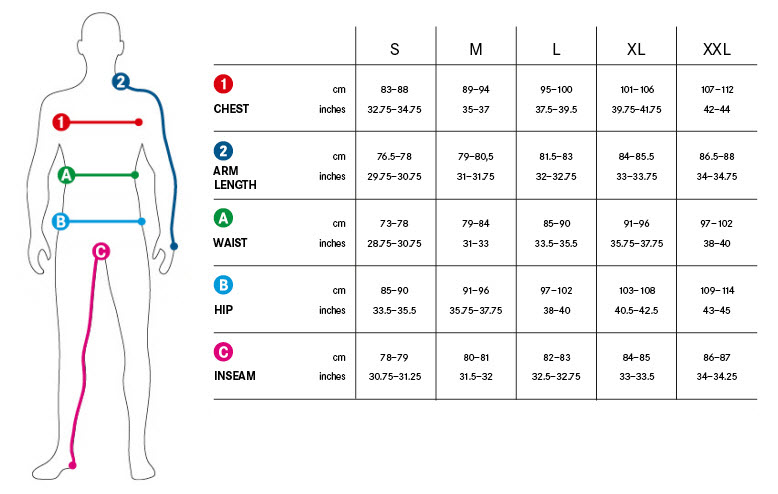 2
1
A
B
C
S M L XL XXL
1 cm 83–88 89–94 95–100 101–106 107–112
CHEST inches 32.75–34.75 35–37 37.5–39.5 39.75–41.75 42–44
2 cm 76.5–78 79–80,5 81.5–83 84–85.5 86.5–88
ARM inches 29.75–30.75 31–31.75 32–32.75 33–33.75 34–34.75
LENGTH
A cm 73–78 79–84 85–90 91–96 97–102
WAIST inches 28.75–30.75 31–33 33.5–35.5 35.75–37.75 38–40
B cm 85–90 91–96 97–102 103–108 109–114
HIP inches 33.5–35.5 35.75–37.75 38–40 40.5–42.5 43–45
C cm 78–79 80–81 82–83 84–85 86–87
INSEAM inches 30.75–31.25 31.5–32 32.5–32.75 33–33.5 34–34.25